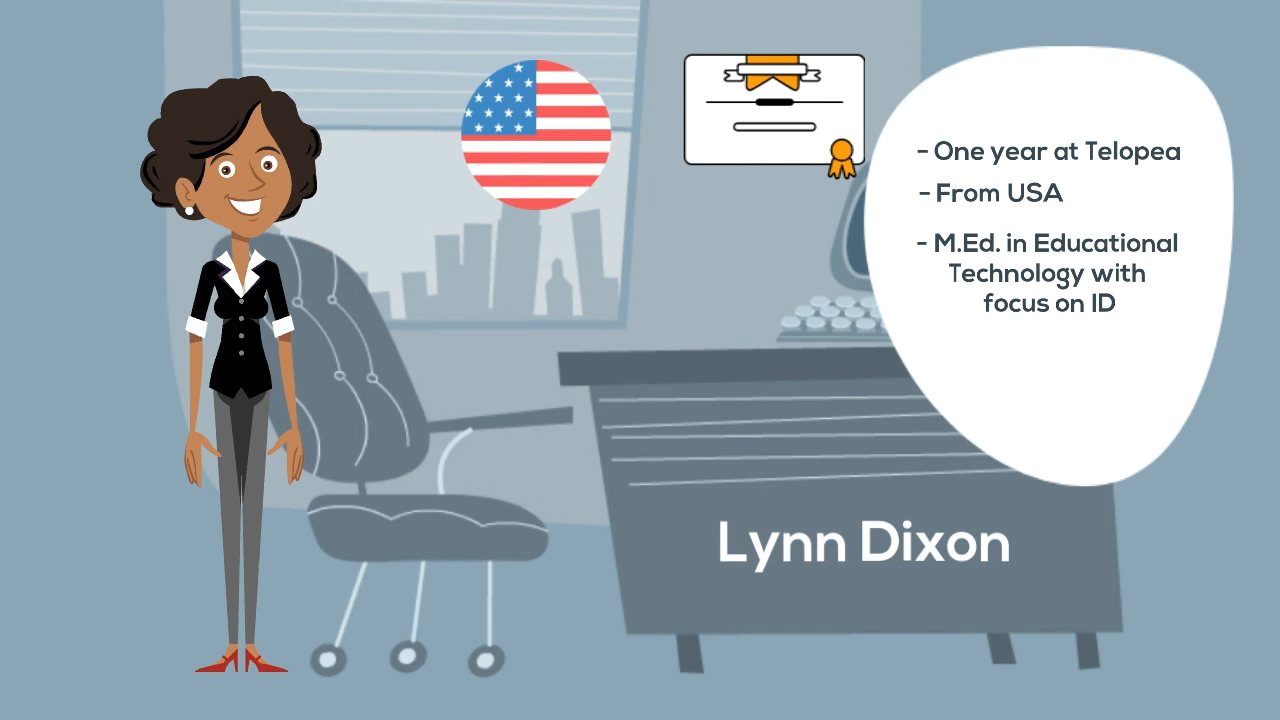 - One year at Telopea
- From USA
- M.Ed. in Educational
Technology with
focus on ID
Lynn Dixon